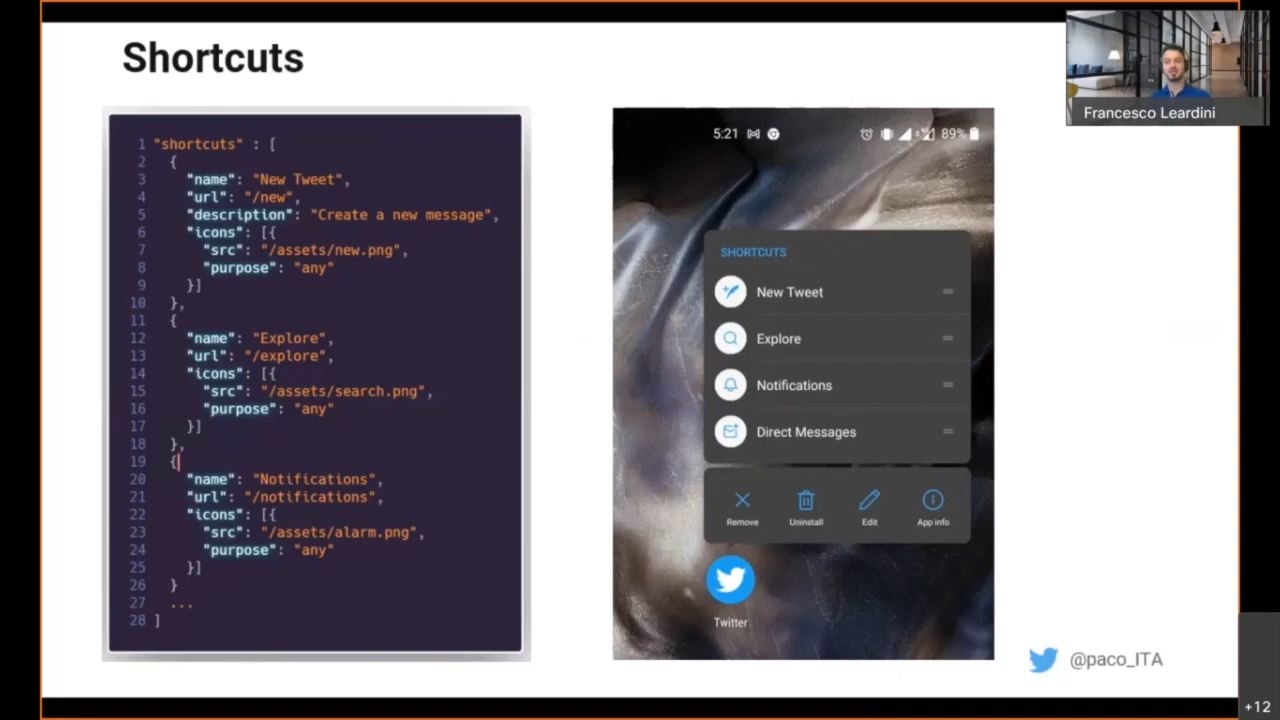 Shortcuts
1 "shortcuts" : [
2 {
3 "name": "New Tweet",
4 "url": "/new",
5 "description": "Create a new message",
6 "icons": [{
7 "src": "/assets/new.png",
8 "purpose": "any"
9 }]
10 },
11 {
12 "name": "Explore",
13 "url": "/explore",
14 "icons": [{
15 "src": "/assets/search.png",
16 "purpose": "any"
17 }]
18 },
19 {
20 "name": "Notifications",
21 "url": "/notifications",
22 "icons": [{
23 "src": "/assets/alarm.png",
24 "purpose": "any"
25 }]
26 }
27 ...
28 ]
5:21 89%
SHORTCUTS
New Tweet
Explore
Notifications
Direct Messages
Remove Uninstall Edit App info
Twitter
Francesco Leardini
@paco_ITA
+12